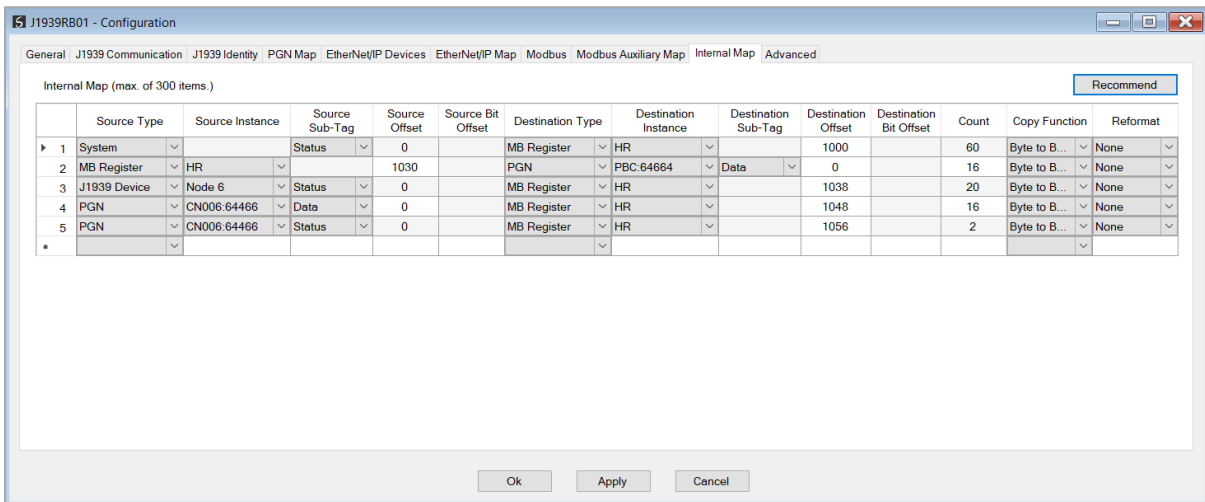 J1939RB01 - Configuration
General J1939 Communication J1939 Identity PGN Map EtherNet/IP Devices EtherNet/IP Map Modbus Modbus Auxiliary Map Internal Map Advanced
Internal Map (max. of 300 items.) Recommend
Source Type Source Instance Source Sub-Tag Source Offset Source Bit Offset Destination Type Destination Instance Destination Sub-Tag Destination Offset Destination Bit Offset Count Copy Function Reformat
1 System Status 0 MB Register HR 1000 60 Byte to B... None
2 MB Register HR 1030 PGN PBC:64664 Data 0 16 Byte to B... None
3 J1939 Device Node 6 Status 0 MB Register HR 1038 20 Byte to B... None
4 PGN CN006:64466 Data 0 MB Register HR 1048 16 Byte to B... None
5 PGN CN006:64466 Status 0 MB Register HR 1056 2 Byte to B... None
Ok Apply Cancel